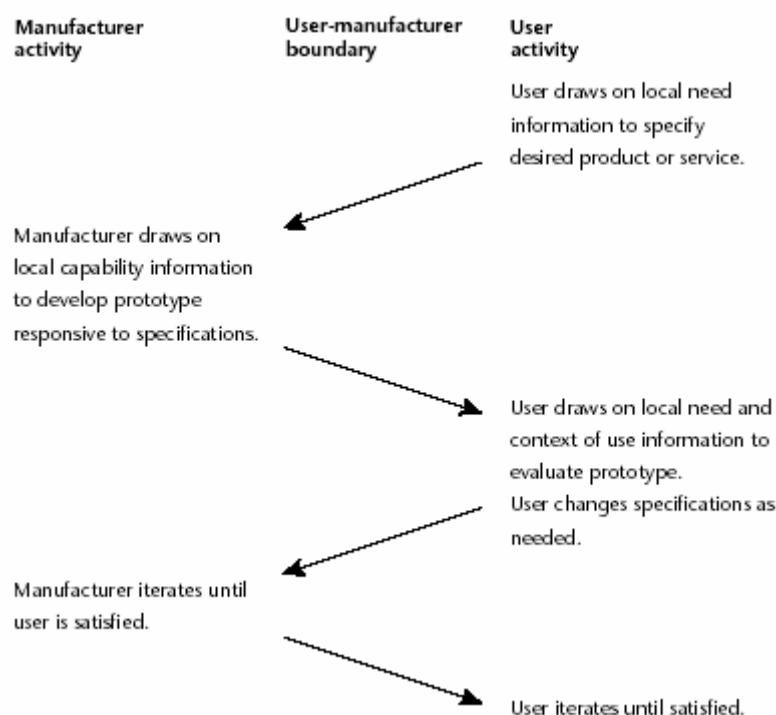 Manufacturer
activity
User-manufacturer
boundary
User
activity
User draws on local need
information to specify
desired product or service.
Manufacturer draws on
local capability information
to develop prototype
responsive to specifications.
User draws on local need and
context of use information to
evaluate prototype.
User changes specifications as
needed.
Manufacturer iterates until
user is satisfied.
User iterates until satisfied.